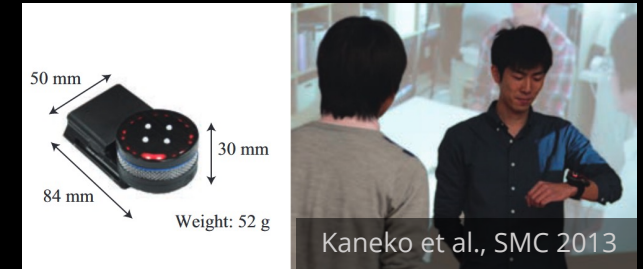 50 mm
30 mm
84 mm
Weight: 52 g
Kaneko et al., SMC 2013